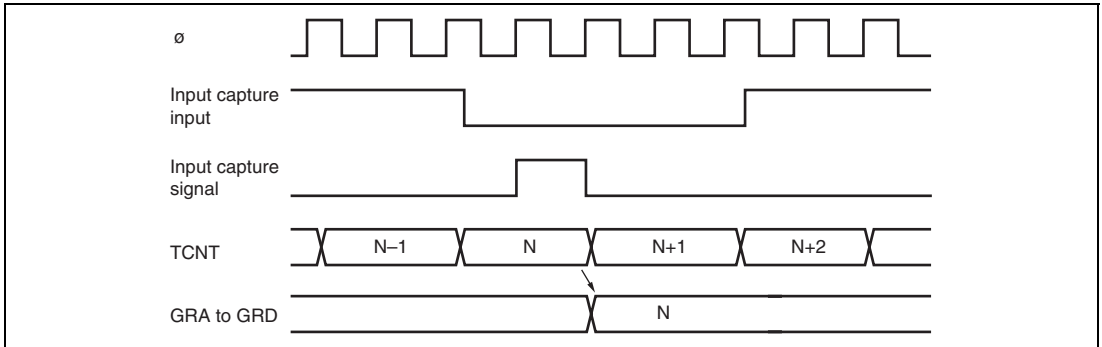 ø
Input capture
input
Input capture
signal
TCNT N–1 N N+1 N+2
GRA to GRD N